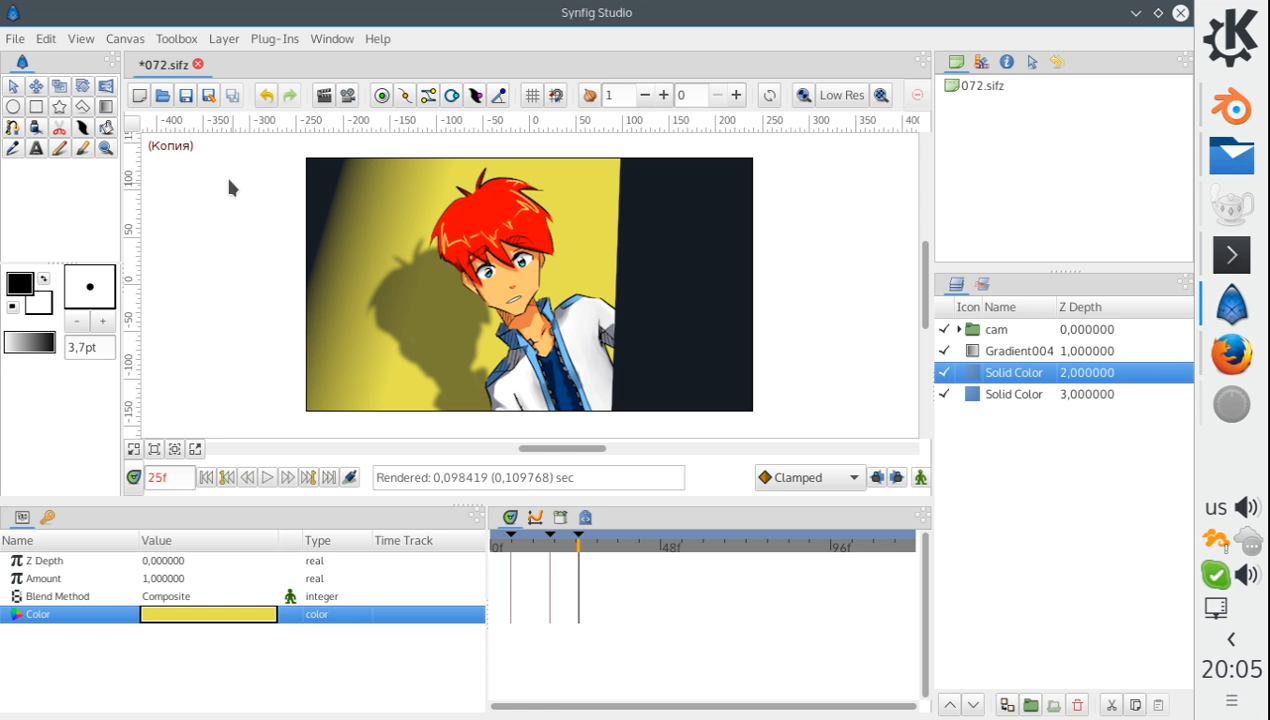 Synfig Studio
File Edit View Canvas Toolbox Layer Plug-Ins Window Help
*072.sifz
1 0 Low Res
-400 -350 -300 -250 -200 -150 -100 -50 0 50 100 150 200 250 300 350 400
100 50 0 -50 -100 -150
(Копия)
3,7pt
25f Rendered: 0,098419 (0,109768) sec Clamped
Name Value Type Time Track
Z Depth 0,000000 real
Amount 1,000000 real
Blend Method Composite integer
Color color
0f 48f 96f
072.sifz
Icon Name Z Depth
cam 0,000000
Gradient004 1,000000
Solid Color 2,000000
Solid Color 3,000000
us
20:05